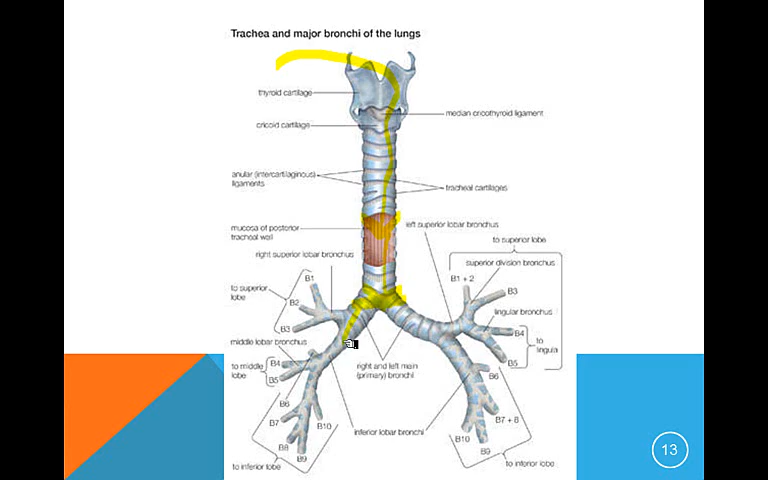 Trachea and major bronchi of the lungs
thyroid cartilage
median cricothyroid ligament
cricoid cartilage
anular (intercartilaginous)
ligaments
tracheal cartilages
mucosa of posterior
tracheal wall
left superior lobar bronchus
to superior lobe
right superior lobar bronchus
superior division bronchus
B1
B1 + 2
to superior
lobe
B2
B3
B3
lingular bronchus
middle lobar bronchus
B4
to
lingula
B5
to middle
lobe
B4
B5
right and left main
(primary) bronchi
B6
B6
B7
B10
B8
B9
inferior lobar bronchi
B7 + 8
B10
B9
to inferior lobe
to inferior lobe
13